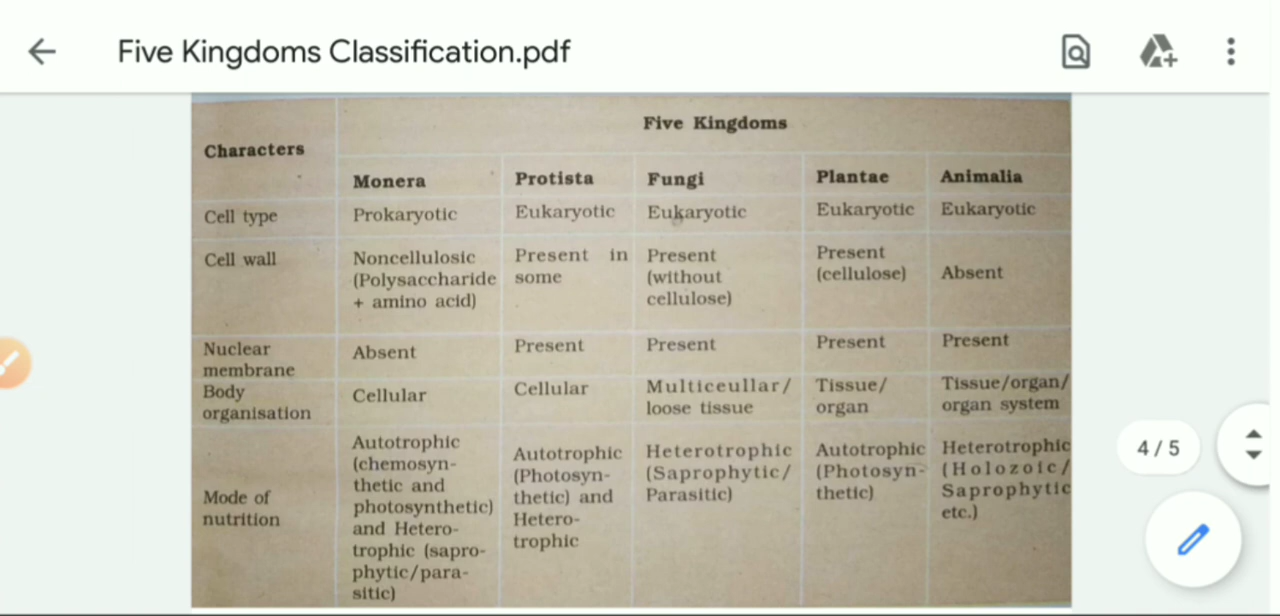 Five Kingdoms Classification.pdf
Five Kingdoms
Characters
Monera Protista Fungi Plantae Animalia
Cell type Prokaryotic Eukaryotic Eukaryotic Eukaryotic Eukaryotic
Cell wall Noncellulosic Present in Present Present
(Polysaccharide some (without (cellulose) Absent
+ amino acid) cellulose)
Nuclear Absent Present Present Present Present
membrane
Body Cellular Cellular Multiceullar/ Tissue/ Tissue/organ/
organisation loose tissue organ organ system
Autotrophic Autotrophic Heterotrophic Autotrophic Heterotrophic
(chemosyn- (Photosyn- (Saprophytic/ (Photosyn- (Holozoic/
thetic and thetic) and Parasitic) thetic) Saprophytic
Mode of photosynthetic) Hetero- etc.)
nutrition and Hetero- trophic
trophic (sapro-
phytic/para-
sitic)
4 / 5